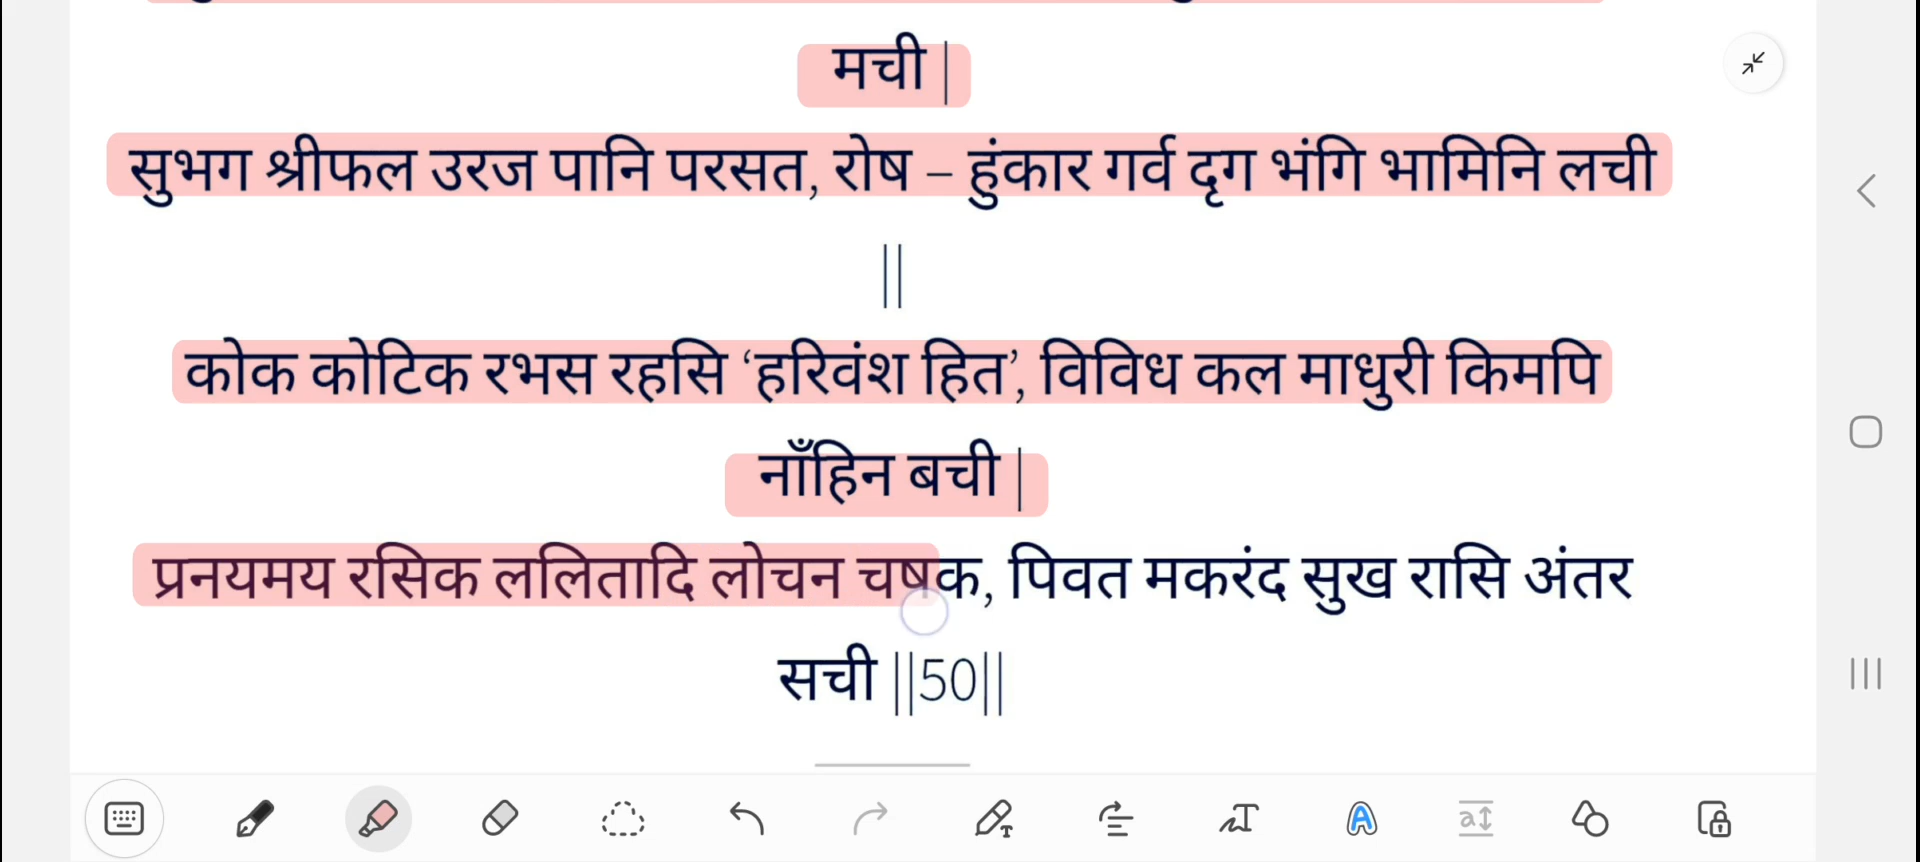 मची |
सुभग श्रीफल उरज पानि परसत, रोष – हुंकार गर्व दृग भंगि भामिनि लची
||
कोक कोटिक रभस रहसि ‘हरिवंश हित’, विविध कल माधुरी किमपि
नाँहिन बची |
प्रनयमय रसिक ललितादि लोचन चषक, पिवत मकरंद सुख रासि अंतर
सची ||50||